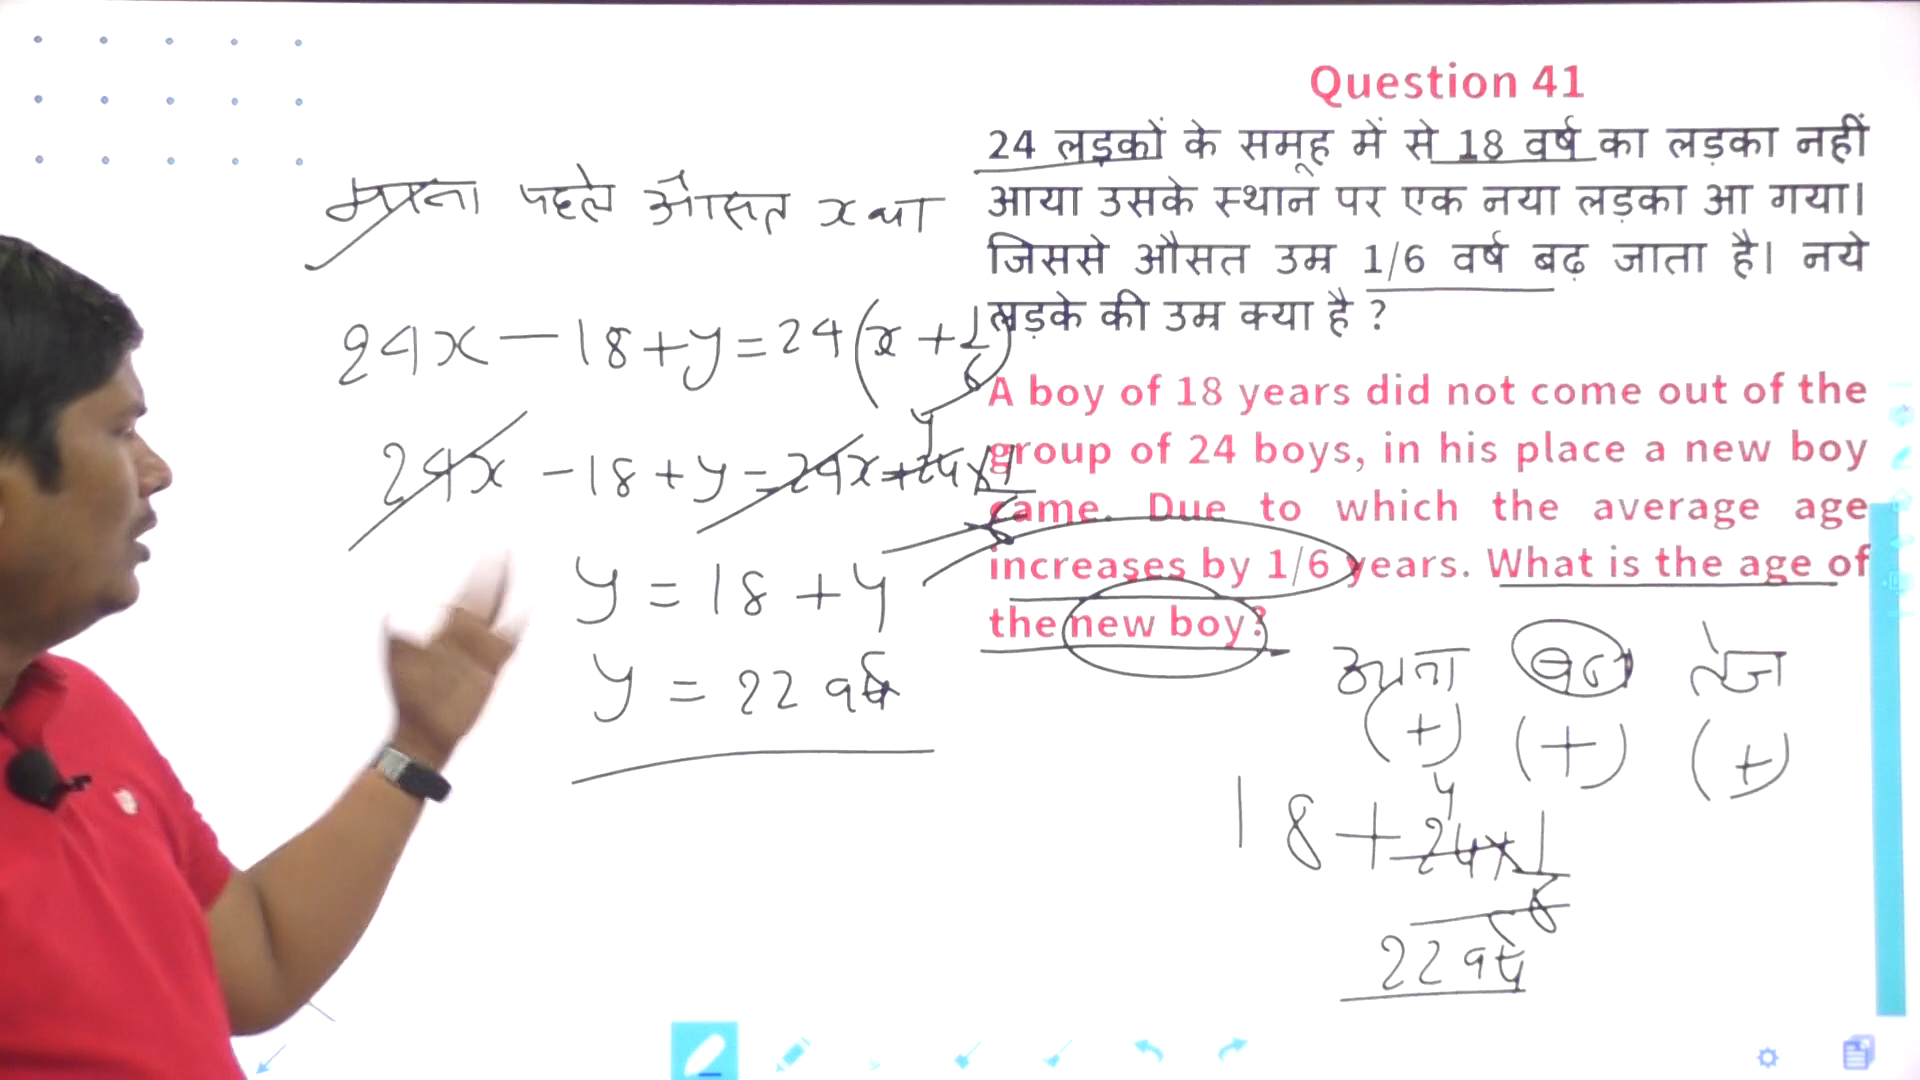 Question 41
24 लड़कों के समूह में से 18 वर्ष का लड़का नहीं
आया उसके स्थान पर एक नया लड़का आ गया।
जिससे औसत उम्र 1/6 वर्ष बढ़ जाता है। नये
लड़के की उम्र क्या है ?
A boy of 18 years did not come out of the
group of 24 boys, in his place a new boy
came. Due to which the average age
increases by 1/6 years. What is the age of
the new boy?
माना पहले औसत x था
24x - 18 + y = 24(x + 1/6)
24x - 18 + y = 24x + 24 × 1/6
4
y = 18 + 4
y = 22 वर्ष
(+) (+) (+)
4
18 + 24 × 1/6
22 वर्ष